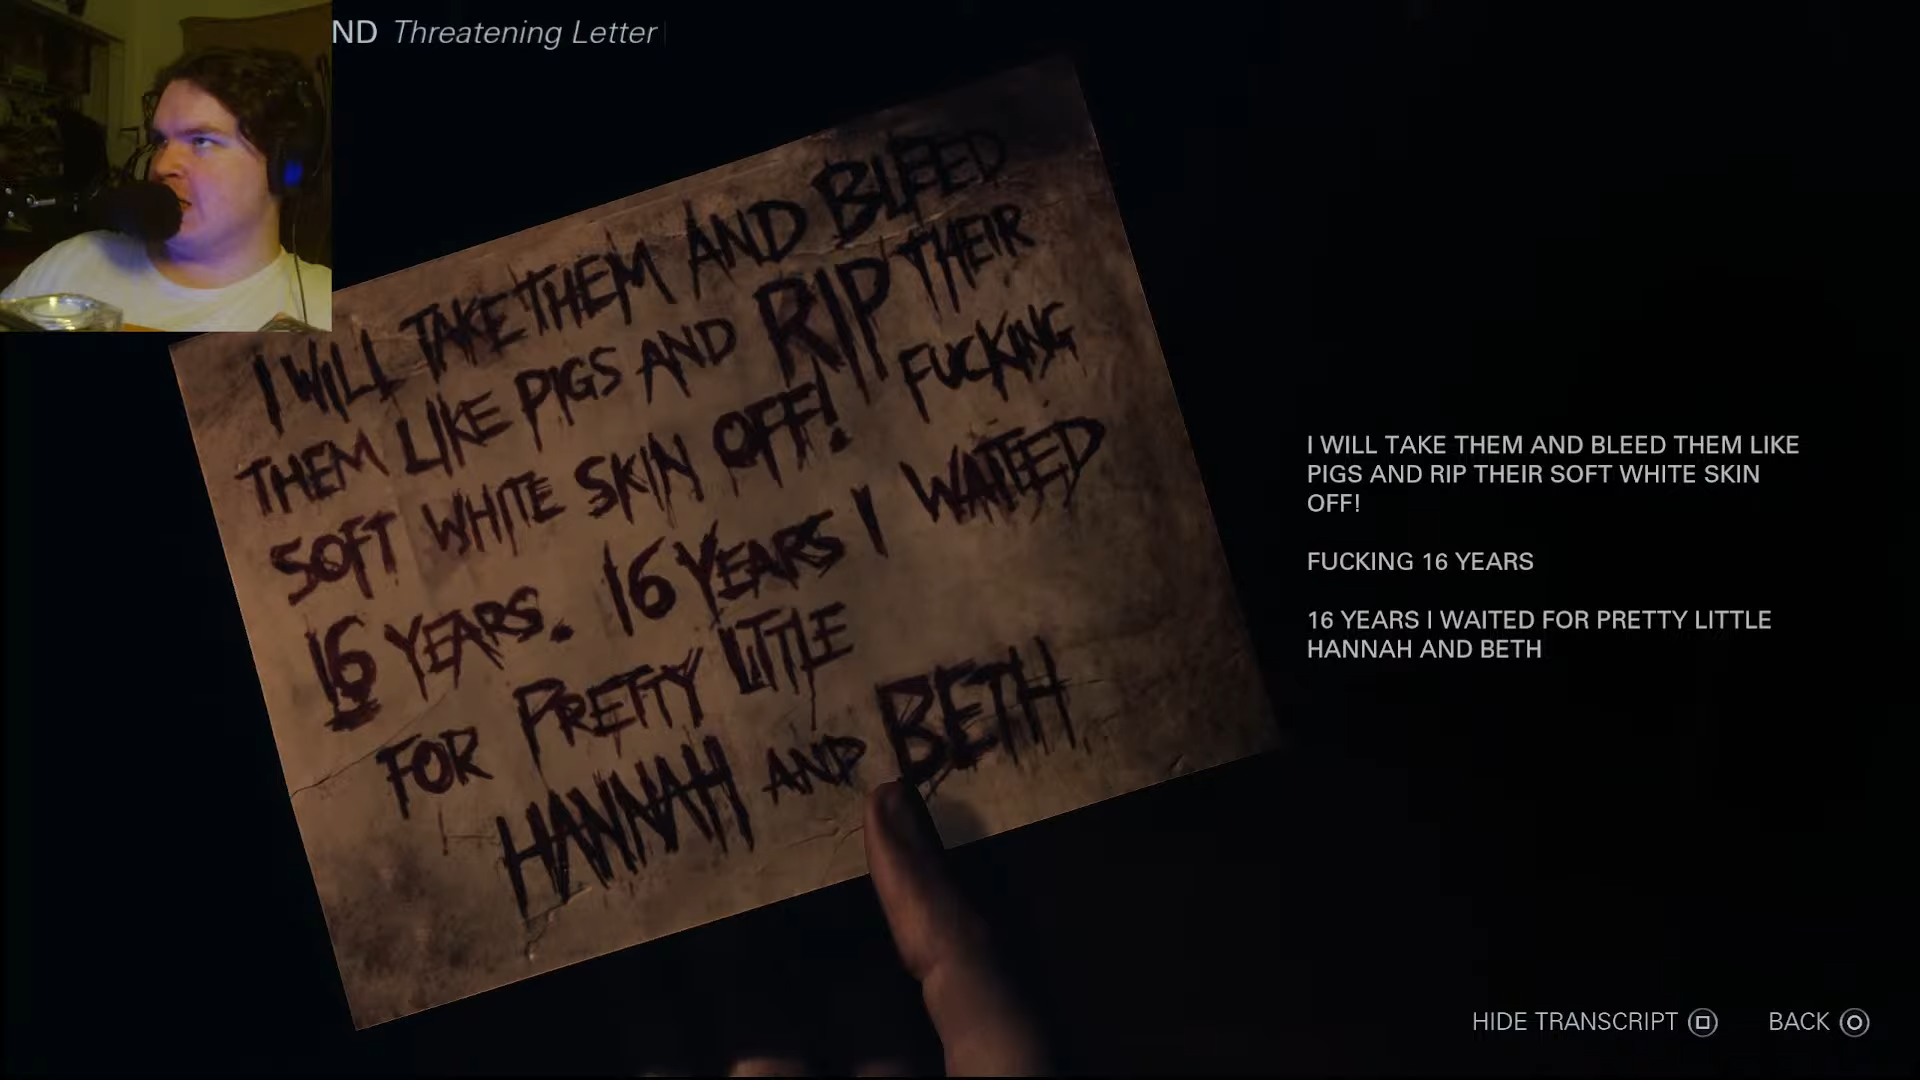 ND Threatening Letter
I WILL TAKE THEM AND BLEED
THEM LIKE PIGS AND RIP THEIR
SOFT WHITE SKIN OFF! FUCKING
16 YEARS. 16 YEARS I WAITED
FOR PRETTY LITTLE
HANNAH AND BETH
I WILL TAKE THEM AND BLEED THEM LIKE
PIGS AND RIP THEIR SOFT WHITE SKIN
OFF!
FUCKING 16 YEARS
16 YEARS I WAITED FOR PRETTY LITTLE
HANNAH AND BETH
HIDE TRANSCRIPT BACK